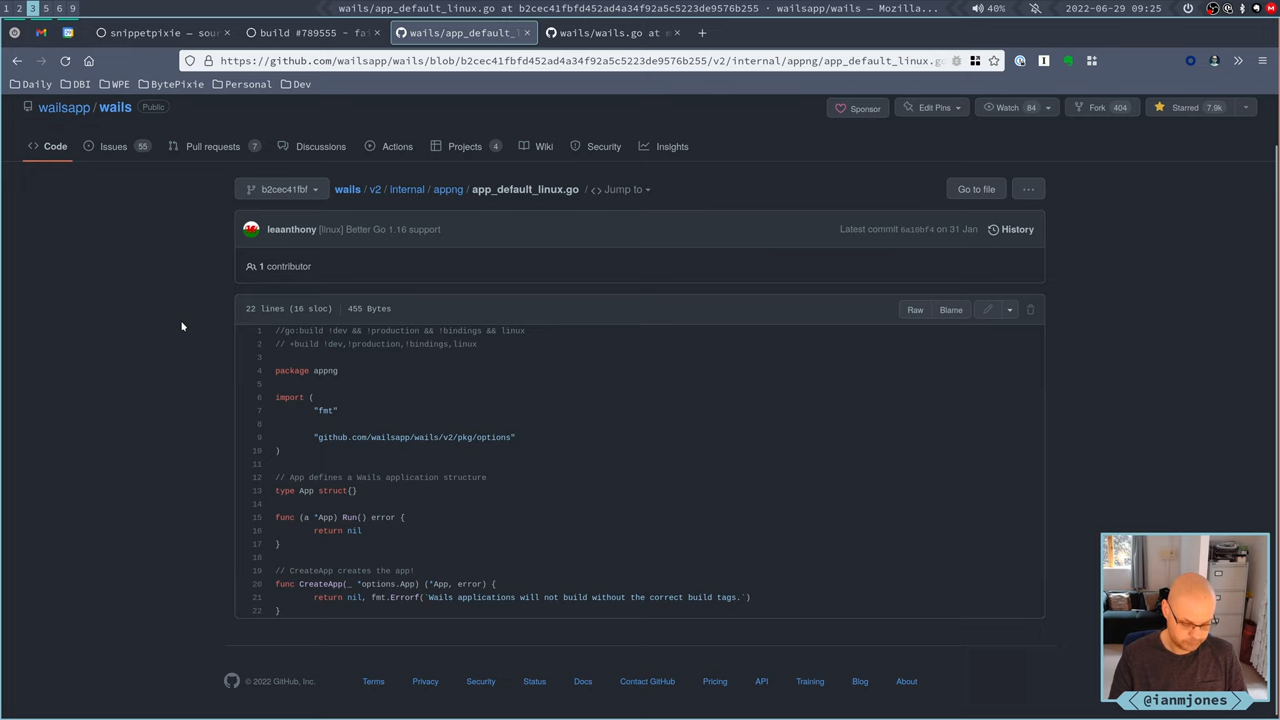 1 2 3 5 6 9
wails/app_default_linux.go at b2cec41fbfd452ad4a34f92a5c5223de9576b255 · wailsapp/wails — Mozilla...
40%
2022-06-29 09:25
snippetpixie — sour
build #789555 - fai
wails/app_default_l
wails/wails.go at m
https://github.com/wailsapp/wails/blob/b2cec41fbfd452ad4a34f92a5c5223de9576b255/v2/internal/appng/app_default_linux.go
Daily DBI WPE BytePixie Personal Dev
wailsapp / wails Public
Sponsor Edit Pins Watch 84 Fork 404 Starred 7.9k
Code Issues 55 Pull requests 7 Discussions Actions Projects 4 Wiki Security Insights
b2cec41fbf wails / v2 / internal / appng / app_default_linux.go Jump to Go to file ...
leaanthony [linux] Better Go 1.16 support Latest commit 6a10bf4 on 31 Jan History
1 contributor
22 lines (16 sloc) 455 Bytes Raw Blame
1 //go:build !dev && !production && !bindings && linux
2 // +build !dev,!production,!bindings,linux
3
4 package appng
5
6 import (
7 "fmt"
8
9 "github.com/wailsapp/wails/v2/pkg/options"
10 )
11
12 // App defines a Wails application structure
13 type App struct{}
14
15 func (a *App) Run() error {
16 return nil
17 }
18
19 // CreateApp creates the app!
20 func CreateApp(_ *options.App) (*App, error) {
21 return nil, fmt.Errorf(`Wails applications will not build without the correct build tags.`)
22 }
© 2022 GitHub, Inc. Terms Privacy Security Status Docs Contact GitHub Pricing API Training Blog About
@ianmjones